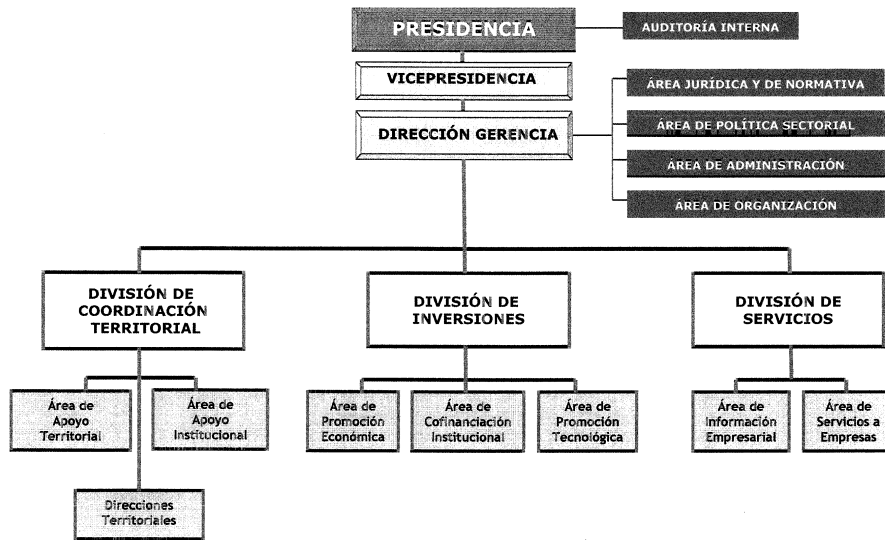 PRESIDENCIA
AUDITORÍA INTERNA
VICEPRESIDENCIA
DIRECCIÓN GERENCIA
ÁREA JURÍDICA Y DE NORMATIVA
ÁREA DE POLÍTICA SECTORIAL
ÁREA DE ADMINISTRACIÓN
ÁREA DE ORGANIZACIÓN
DIVISIÓN DE
COORDINACIÓN
TERRITORIAL
DIVISIÓN DE
INVERSIONES
DIVISIÓN DE
SERVICIOS
Área de
Apoyo
Territorial
Área de
Apoyo
Institucional
Área de
Promoción
Económica
Área de
Cofinanciación
Institucional
Área de
Promoción
Tecnológica
Área de
Información
Empresarial
Área de
Servicios a
Empresas
Direcciones
Territoriales